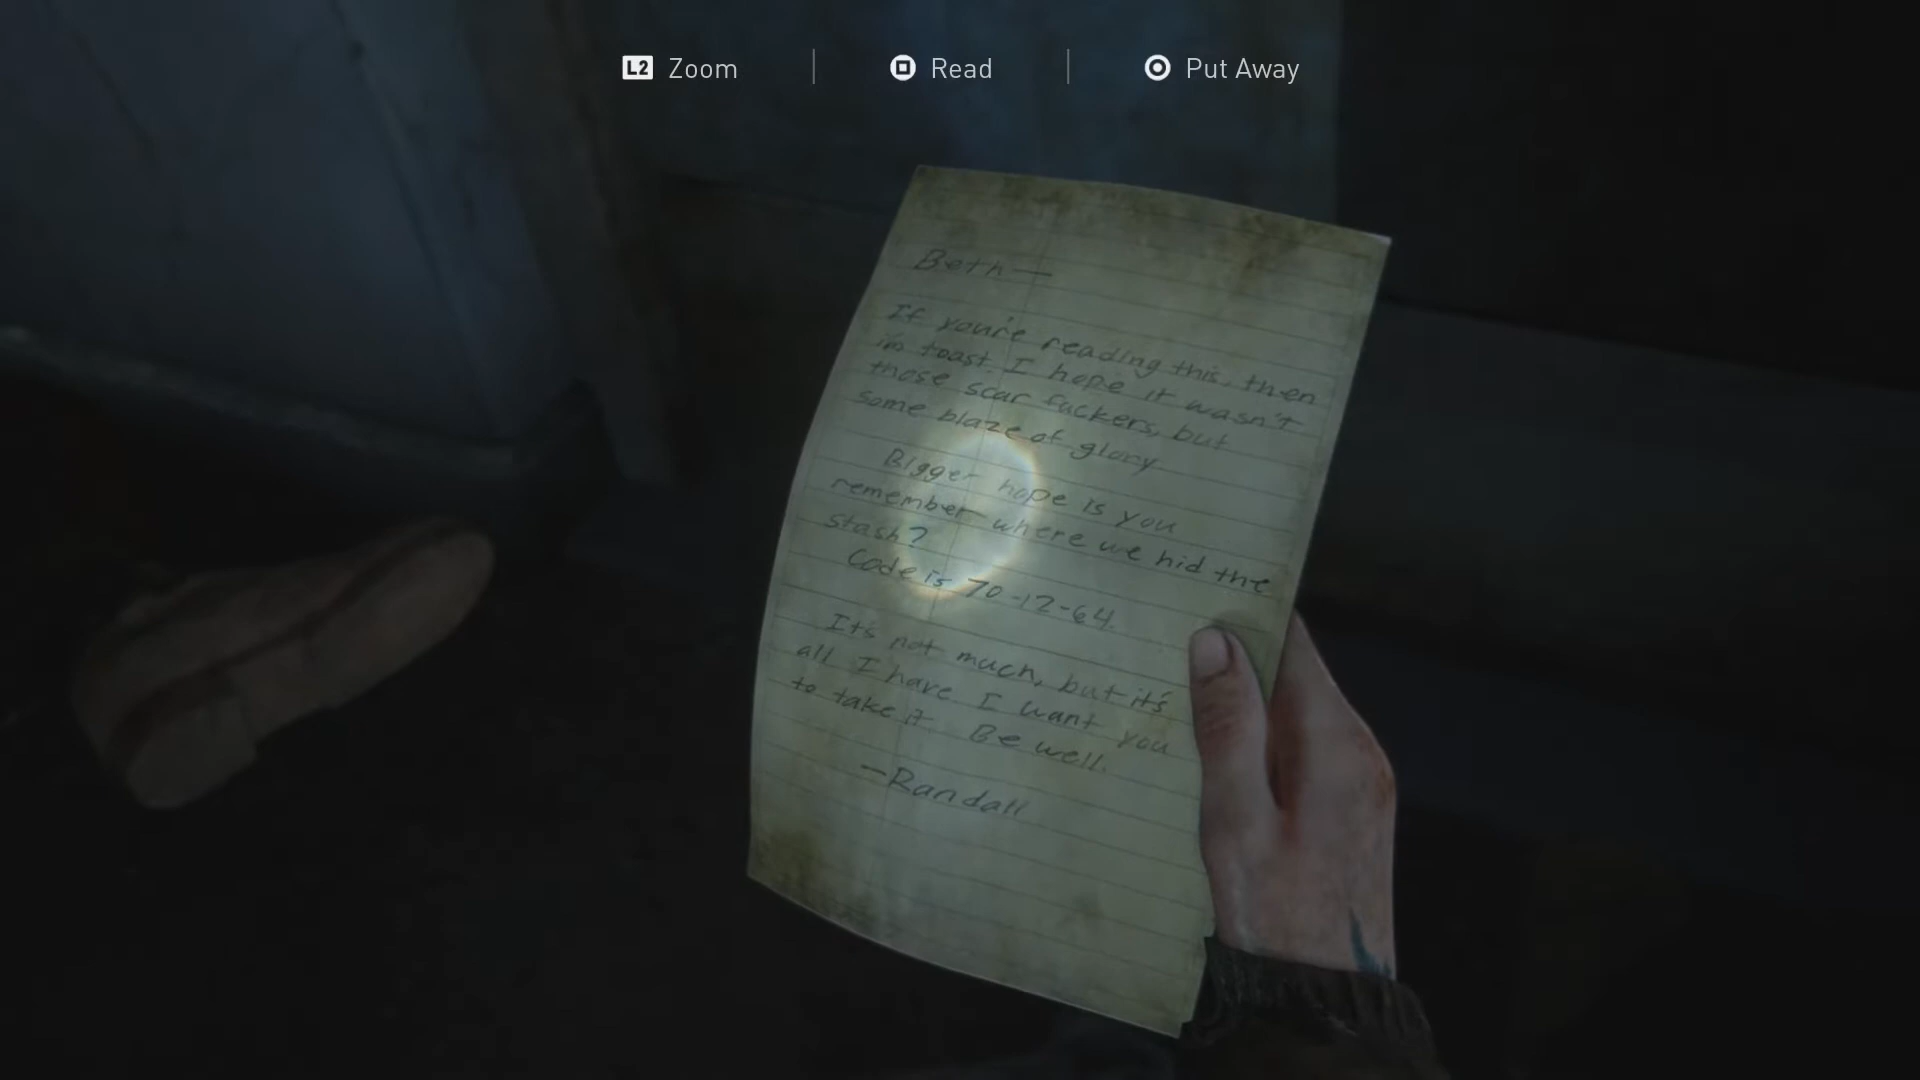 L2 Zoom | Read | Put Away
Beth—
If you're reading this, then
i'm toast I hope it wasn't
those scar fuckers, but
some blaze of glory
Bigger hope is you
remember where we hid the
stash?
Code is 70-12-64.
It's not much, but it's
all I have I want you
to take it Be well.
—Randall